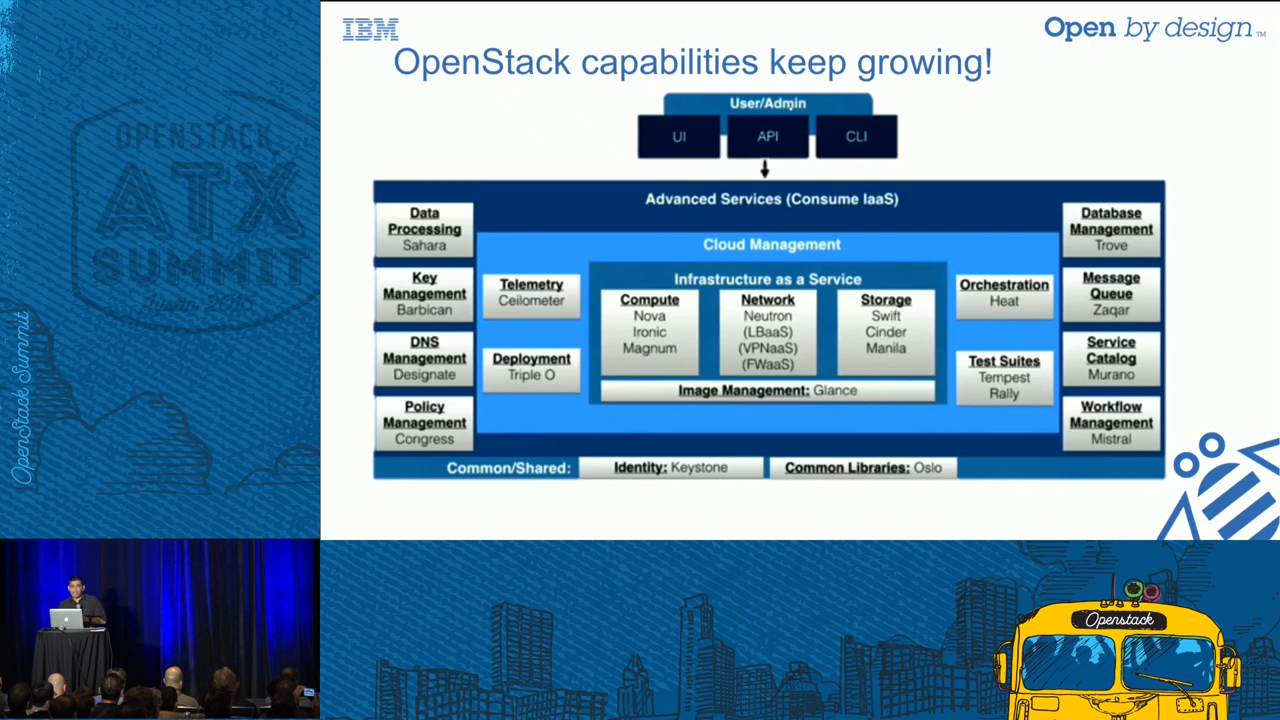 OPENSTACK
ATX
SUMMIT
Austin 2016
OpenStack Summit
IBM
Open by design TM
OpenStack capabilities keep growing!
User/Admin
UI
API
CLI
Advanced Services (Consume IaaS)
Data
Processing
Sahara
Key
Management
Barbican
DNS
Management
Designate
Policy
Management
Congress
Cloud Management
Telemetry
Ceilometer
Deployment
Triple O
Infrastructure as a Service
Compute
Nova
Ironic
Magnum
Network
Neutron
(LBaaS)
(VPNaaS)
(FWaaS)
Storage
Swift
Cinder
Manila
Image Management: Glance
Orchestration
Heat
Test Suites
Tempest
Rally
Database
Management
Trove
Message
Queue
Zaqar
Service
Catalog
Murano
Workflow
Management
Mistral
Common/Shared:
Identity: Keystone
Common Libraries: Oslo
Openstack